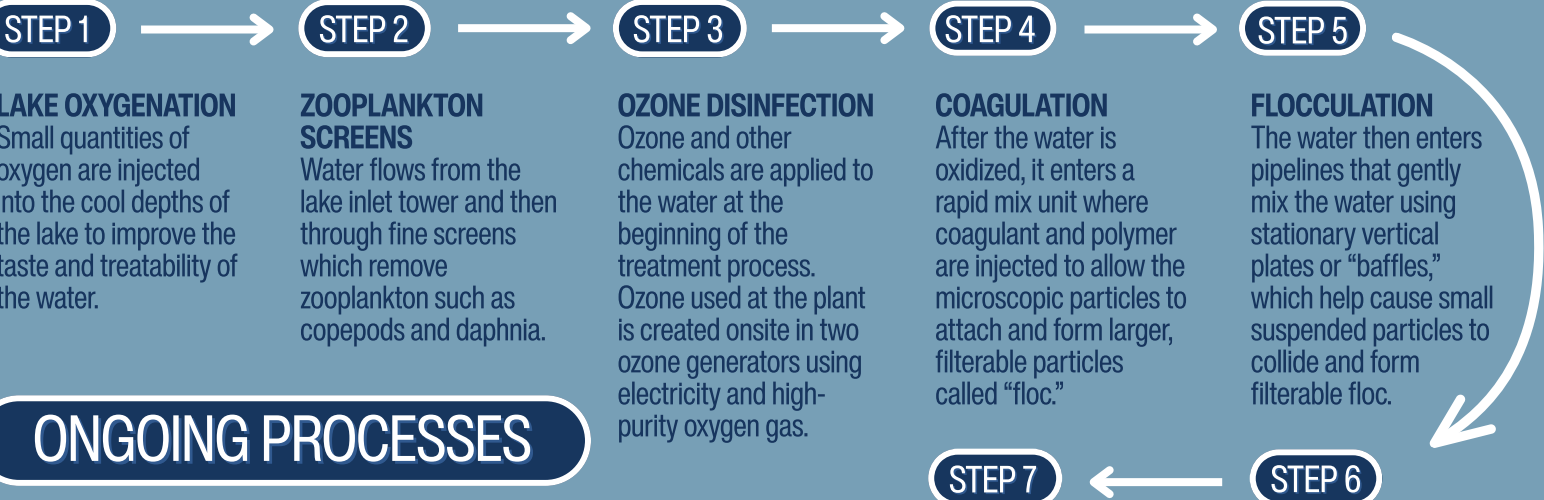 STEP 1
STEP 2
STEP 3
STEP 4
STEP 5
LAKE OXYGENATION
Small quantities of
oxygen are injected
into the cool depths of
the lake to improve the
taste and treatability of
the water.
ZOOPLANKTON
SCREENS
Water flows from the
lake inlet tower and then
through fine screens
which remove
zooplankton such as
copepods and daphnia.
OZONE DISINFECTION
Ozone and other
chemicals are applied to
the water at the
beginning of the
treatment process.
Ozone used at the plant
is created onsite in two
ozone generators using
electricity and high-
purity oxygen gas.
COAGULATION
After the water is
oxidized, it enters a
rapid mix unit where
coagulant and polymer
are injected to allow the
microscopic particles to
attach and form larger,
filterable particles
called “floc.”
FLOCCULATION
The water then enters
pipelines that gently
mix the water using
stationary vertical
plates or “baffles,”
which help cause small
suspended particles to
collide and form
filterable floc.
ONGOING PROCESSES
STEP 7
STEP 6